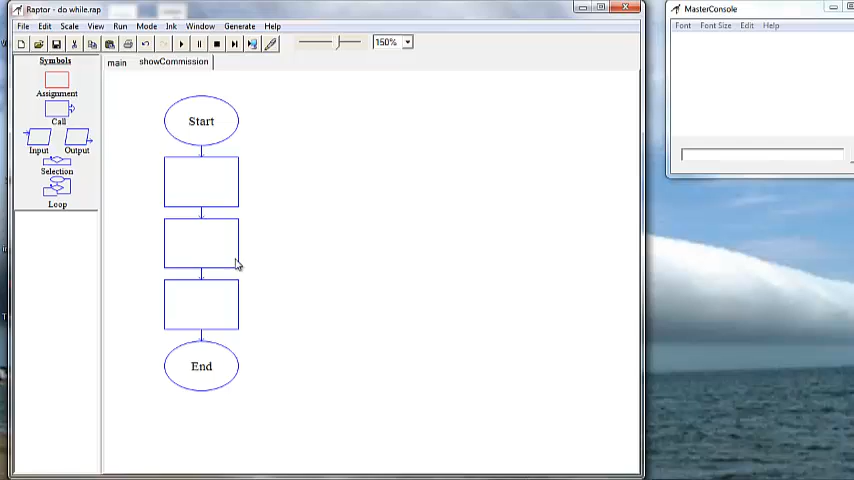 Raptor - do while.rap
File Edit Scale View Run Mode Ink Window Generate Help
150%
Symbols
Assignment
Call
Input Output
Selection
Loop
main showCommission
Start
End
MasterConsole
Font Font Size Edit Help